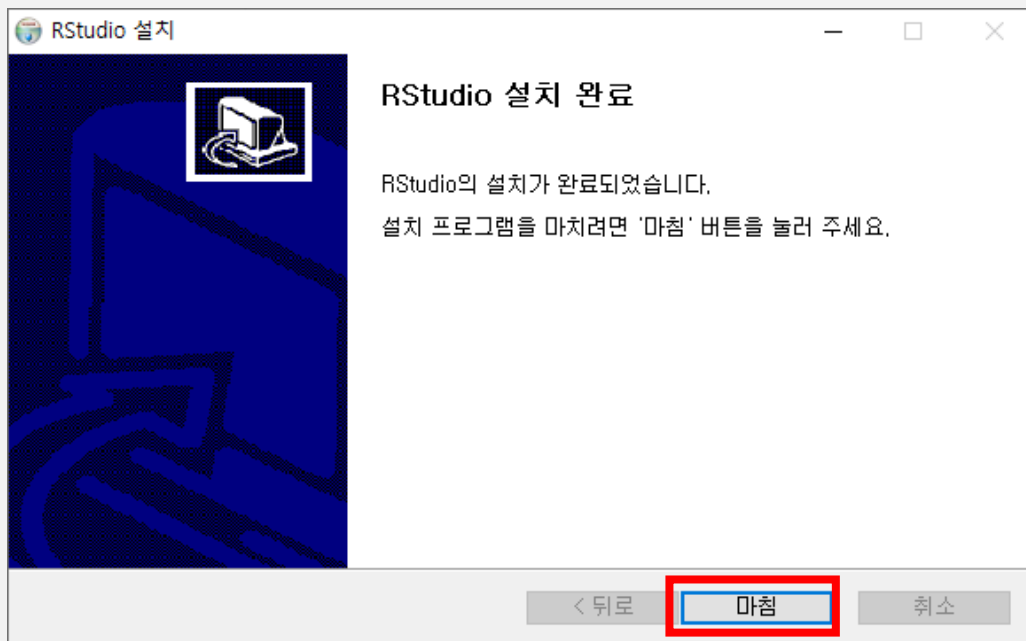 RStudio 설치
RStudio 설치 완료
RStudio의 설치가 완료되었습니다.
설치 프로그램을 마치려면 '마침' 버튼을 눌러 주세요.
< 뒤로
마침
취소